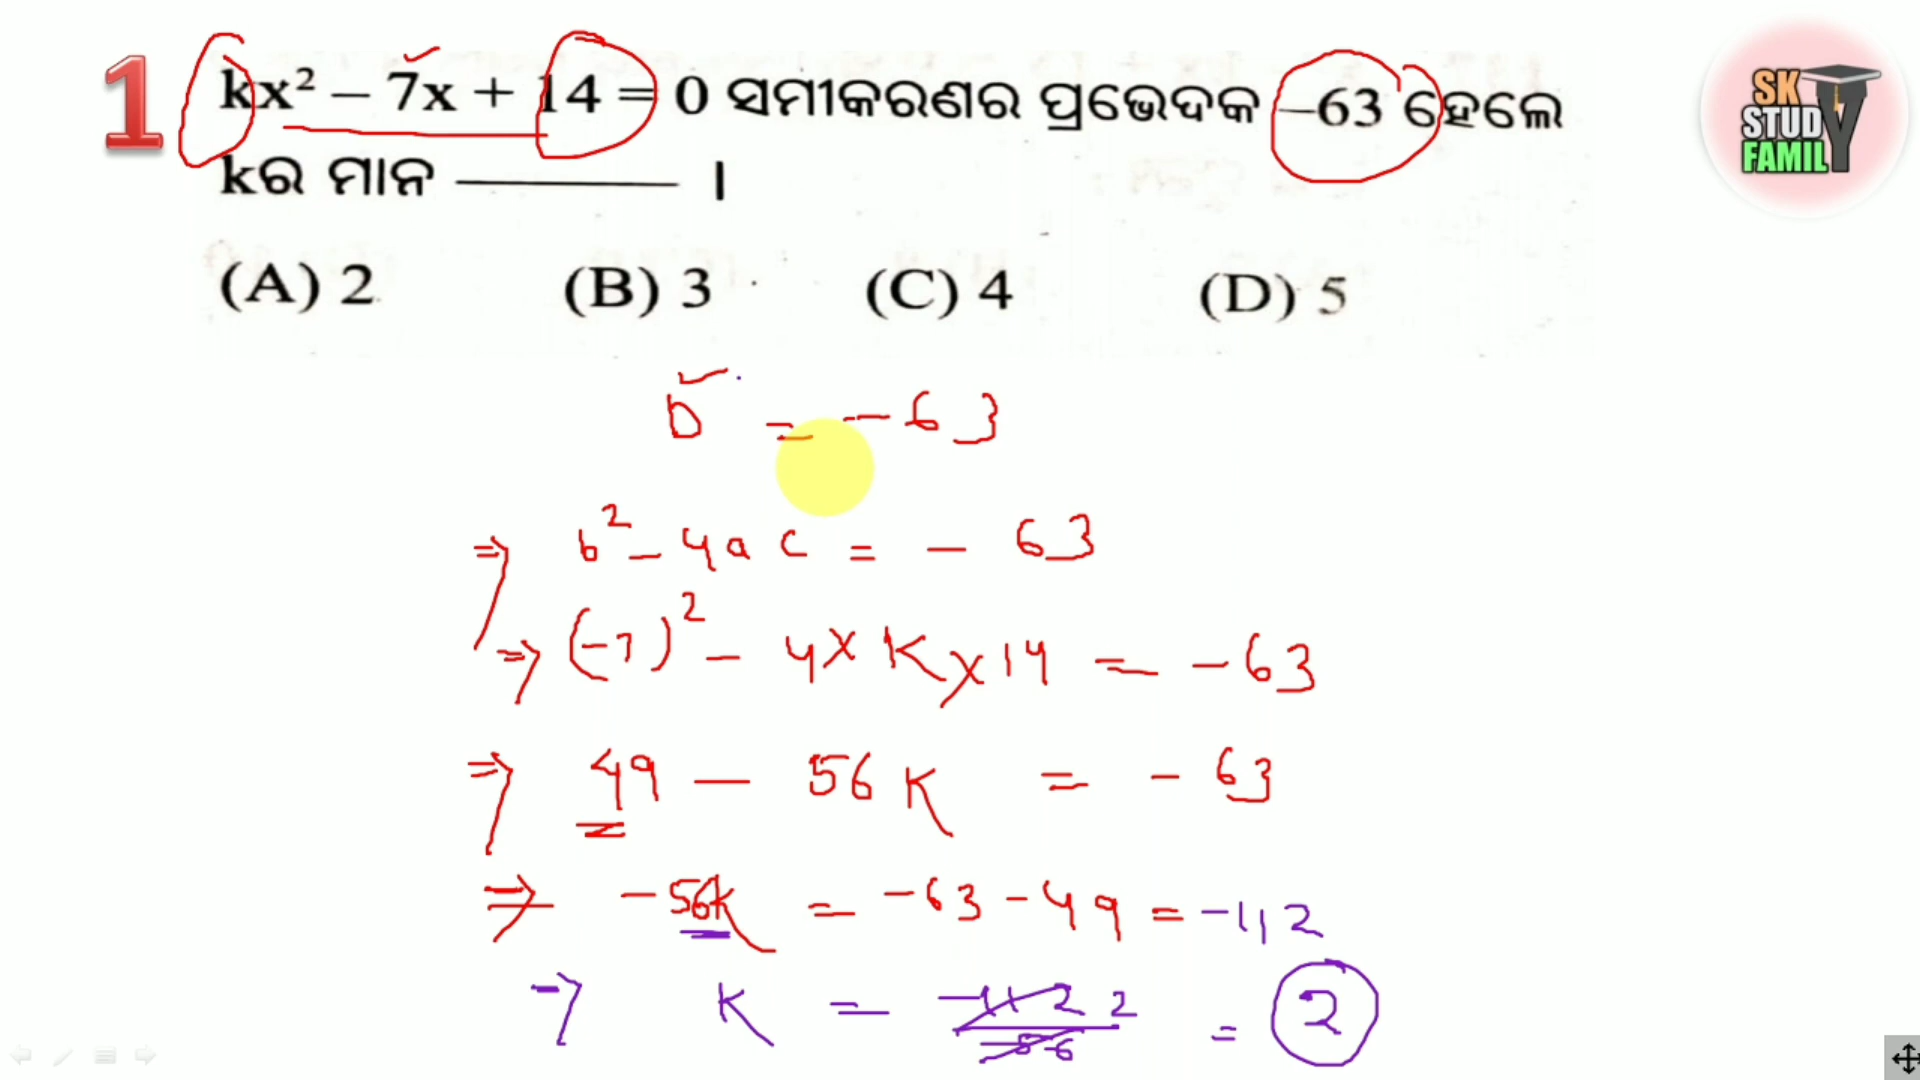 1
kx² – 7x + 14 = 0 ସମୀକରଣର ପ୍ରଭେଦକ –63 ହେଲେ
kର ମାନ ———— ।
(A) 2 (B) 3 (C) 4 (D) 5
SK
STUDY
FAMILY
D = - 63
⇒ b² - 4ac = - 63
⇒ (-7)² - 4 × K × 14 = - 63
⇒ 49 - 56K = - 63
⇒ - 56K = - 63 - 49 = - 112
⇒ K = -112 / -56 2 = 2